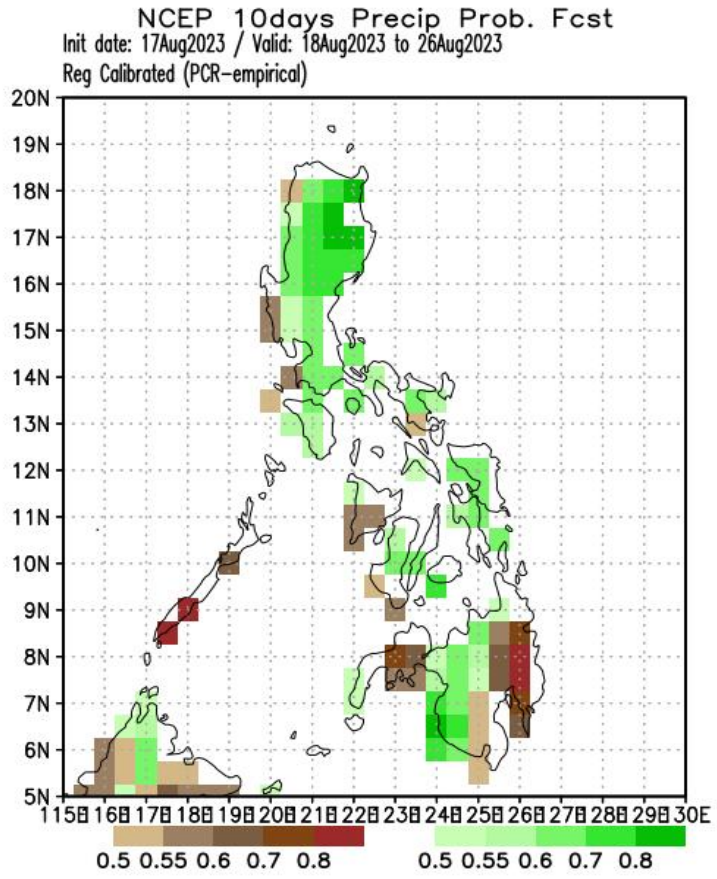 NCEP 10days Precip Prob. Fcst
Init date: 17Aug2023 / Valid: 18Aug2023 to 26Aug2023
Reg Calibrated (PCR-empirical)
20N
19N
18N
17N
16N
15N
14N
13N
12N
11N
10N
9N
8N
7N
6N
5N
115E 116E 117E 118E 119E 120E 121E 122E 123E 124E 125E 126E 127E 128E 129E 130E
0.5 0.55 0.6 0.7 0.8 0.5 0.55 0.6 0.7 0.8